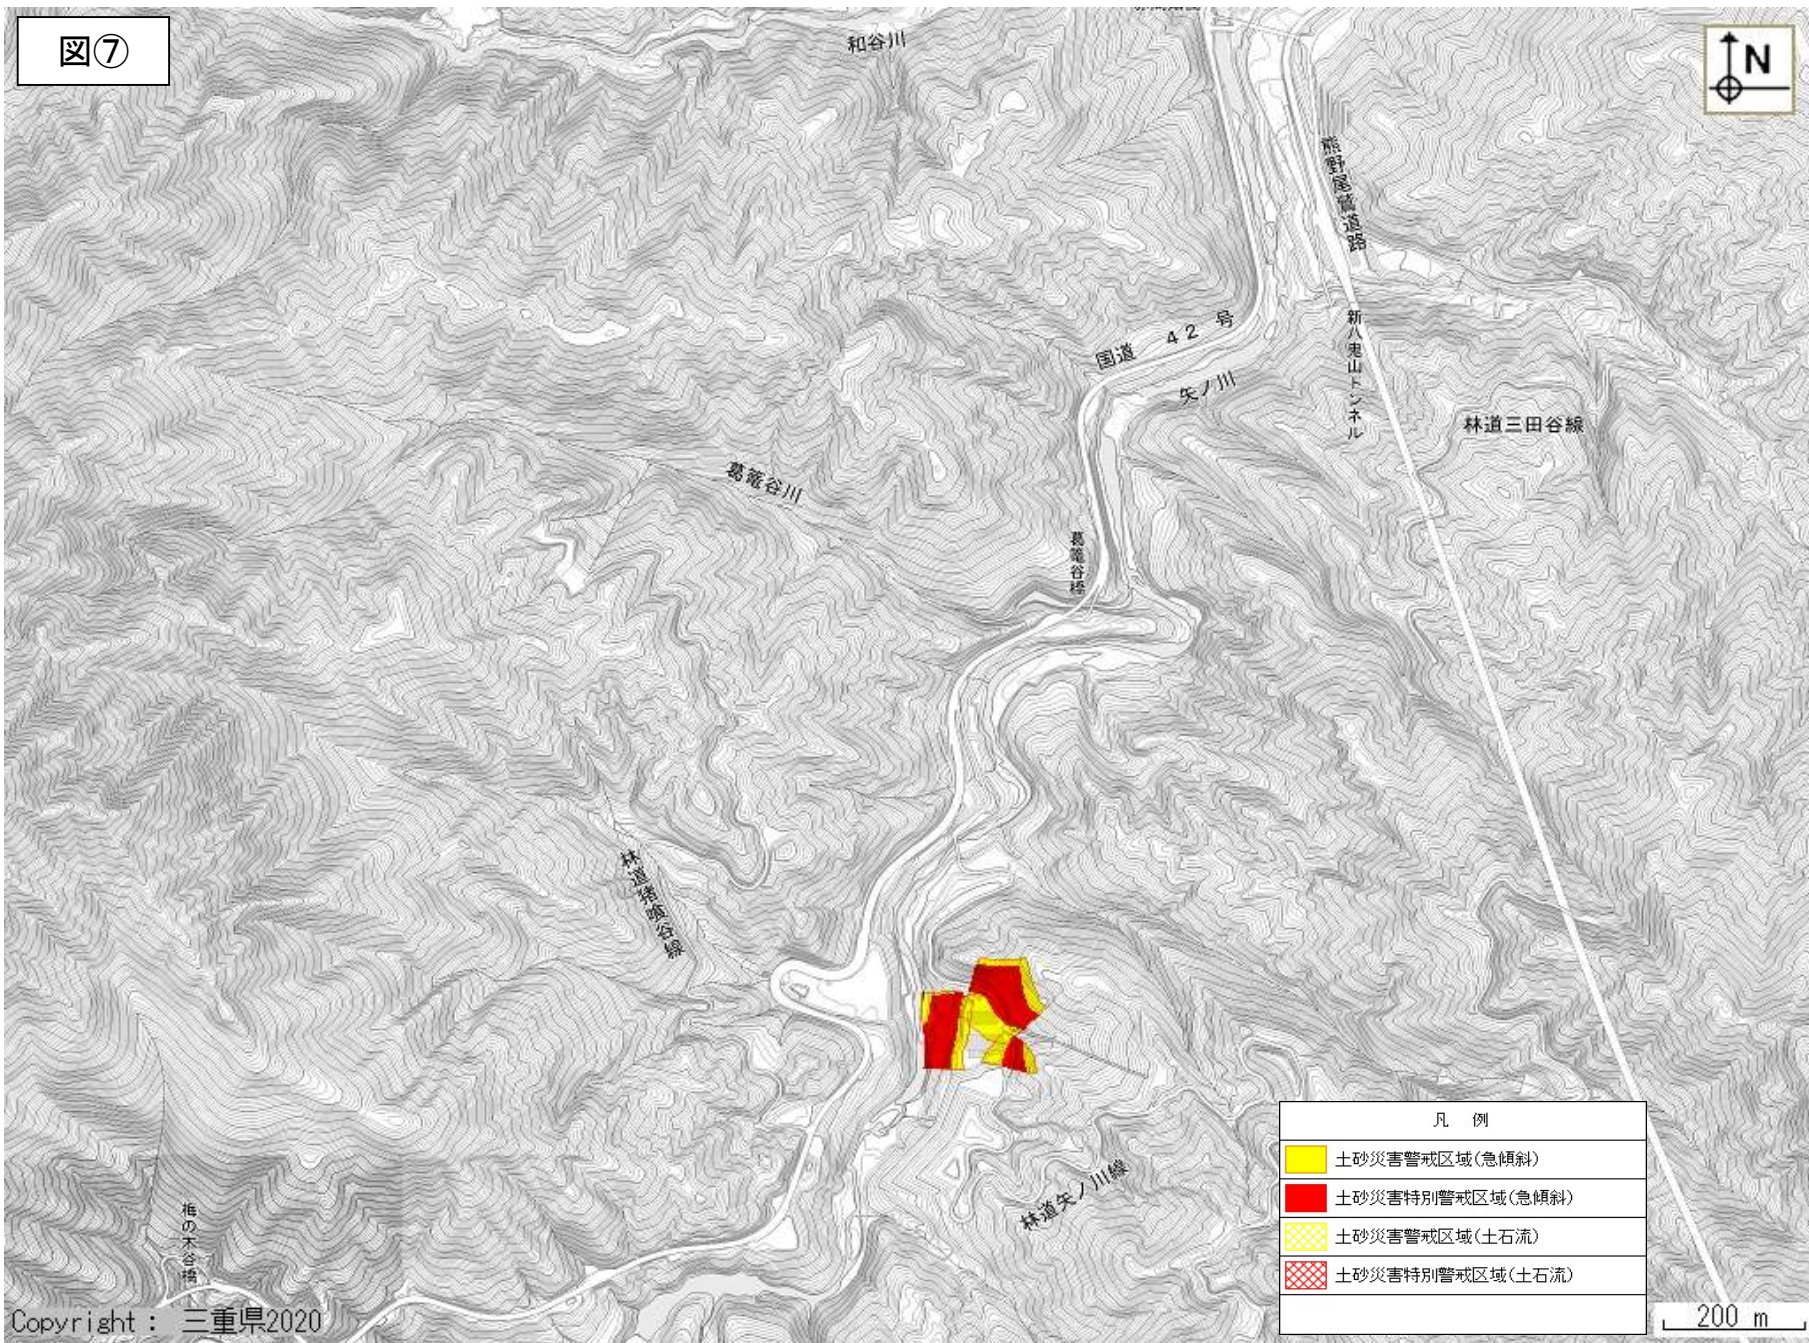 図⑦
和谷川
N
熊野尾鷲道路
国道 42 号
新八鬼山トンネル
矢ノ川
林道三田谷線
葛籠谷川
葛籠谷橋
林道猪喰谷線
林道矢ノ川線
梅の木谷橋
凡 例
土砂災害警戒区域(急傾斜)
土砂災害特別警戒区域(急傾斜)
土砂災害警戒区域(土石流)
土砂災害特別警戒区域(土石流)
Copyright : 三重県2020
200 m